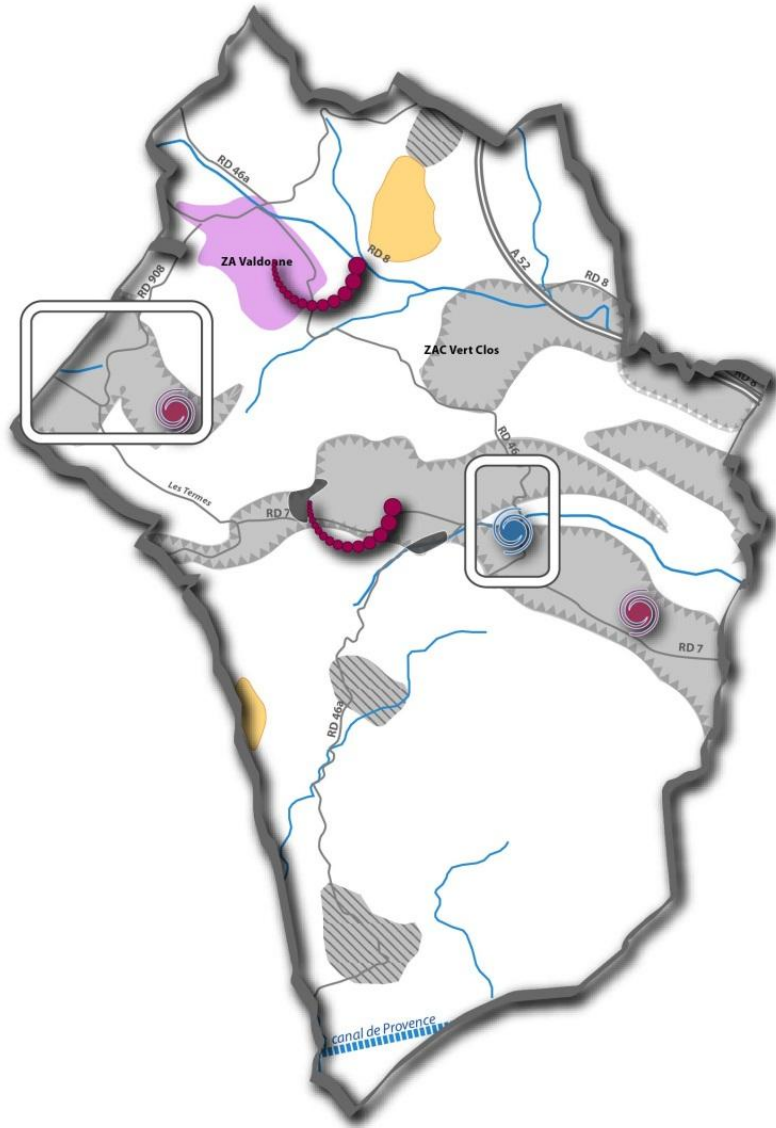 RD 46a
ZA Valdonne
RD 8
A 52
RD 8
RD 908
ZAC Vert Clos
RD 8
RD 46
Les Termes
RD 7
RD 7
RD 46a
canal de Provence